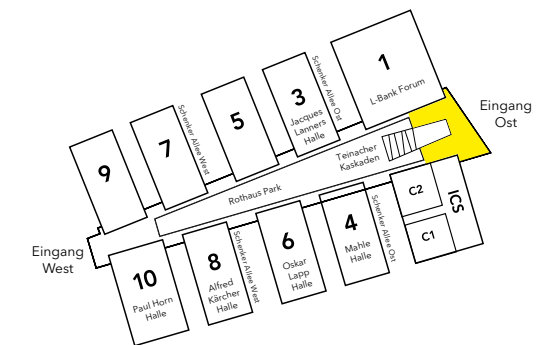 1
L-Bank Forum
Eingang
Ost
3
Jacques
Lanners
Halle
Schenker Allee Ost
5
7
Schenker Allee West
9
Teinacher
Kaskaden
Rothaus Park
Eingang
West
10
Paul Horn
Halle
8
Alfred
Kärcher
Halle
Schenker Allee West
6
Oskar
Lapp
Halle
4
Mahle
Halle
Schenker Allee Ost
C2
C1
ICS